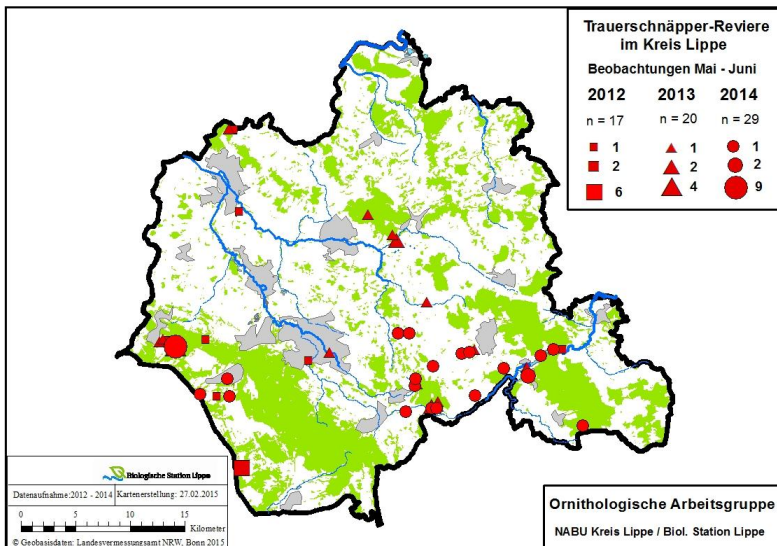 Trauerschnäpper-Reviere
im Kreis Lippe
Beobachtungen Mai - Juni
2012 2013 2014
n = 17 n = 20 n = 29
1 1 1
2 2 2
6 4 9
Biologische Station Lippe
Datenaufnahme:2012 - 2014 Kartenerstellung: 27.02.2015
0 5 10 15
Kilometer
© Geobasisdaten: Landesvermessungsamt NRW, Bonn 2015
Ornithologische Arbeitsgruppe
NABU Kreis Lippe / Biol. Station Lippe